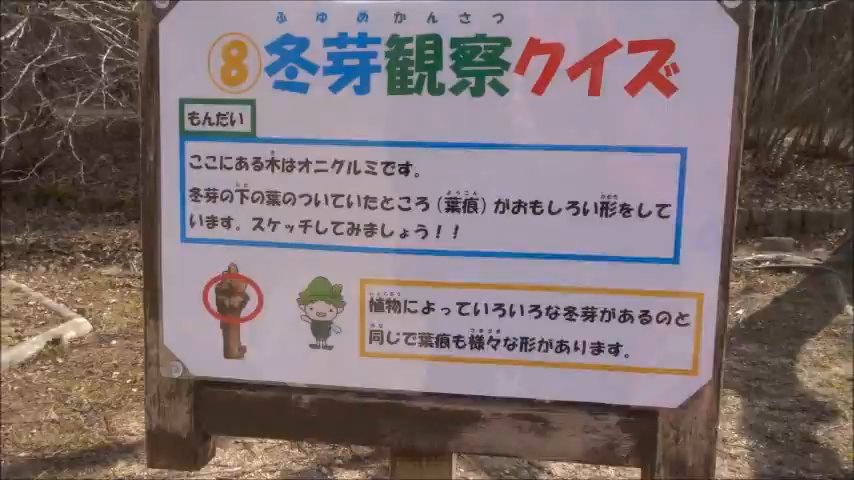 ふゆめかんさつ
⑧冬芽観察クイズ
もんだい
ここにある木はオニグルミです。
冬芽の下の葉のついていたところ(葉痕)がおもしろい形をして
います。スケッチしてみましょう!!
植物によっていろいろな冬芽があるのと
同じで葉痕も様々な形があります。